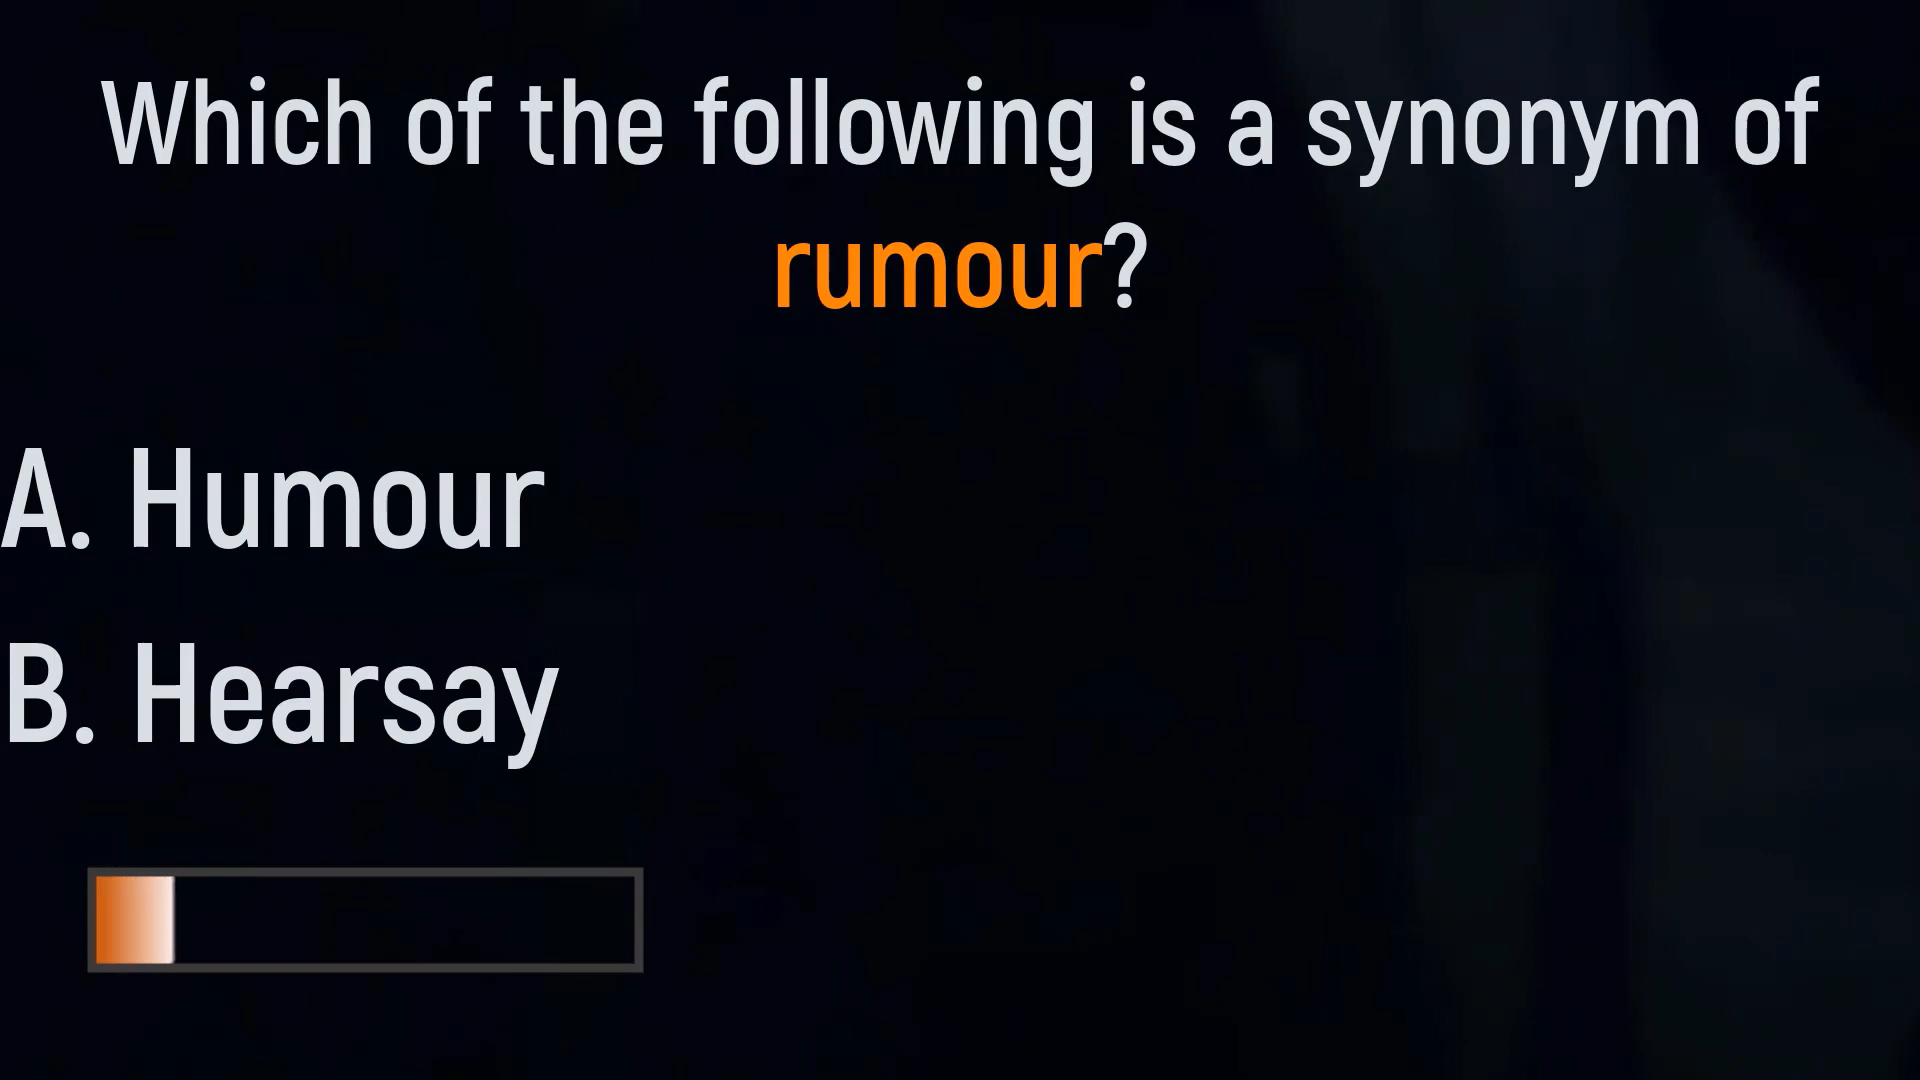 Which of the following is a synonym of
rumour?
A. Humour
B. Hearsay